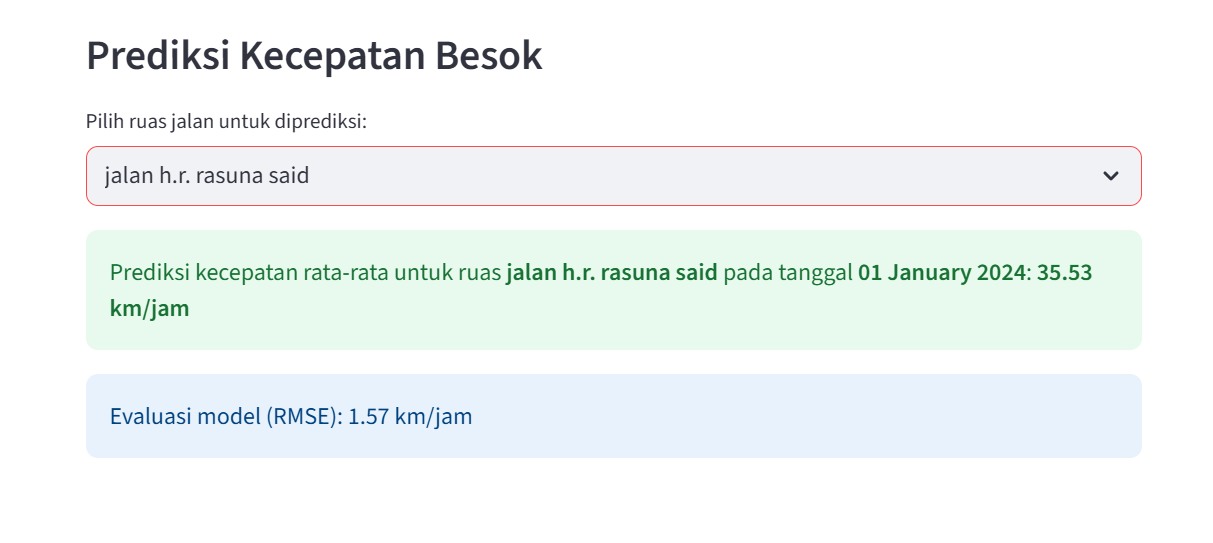 Prediksi Kecepatan Besok
Pilih ruas jalan untuk diprediksi:
jalan h.r. rasuna said
Prediksi kecepatan rata-rata untuk ruas jalan h.r. rasuna said pada tanggal 01 January 2024: 35.53
km/jam
Evaluasi model (RMSE): 1.57 km/jam